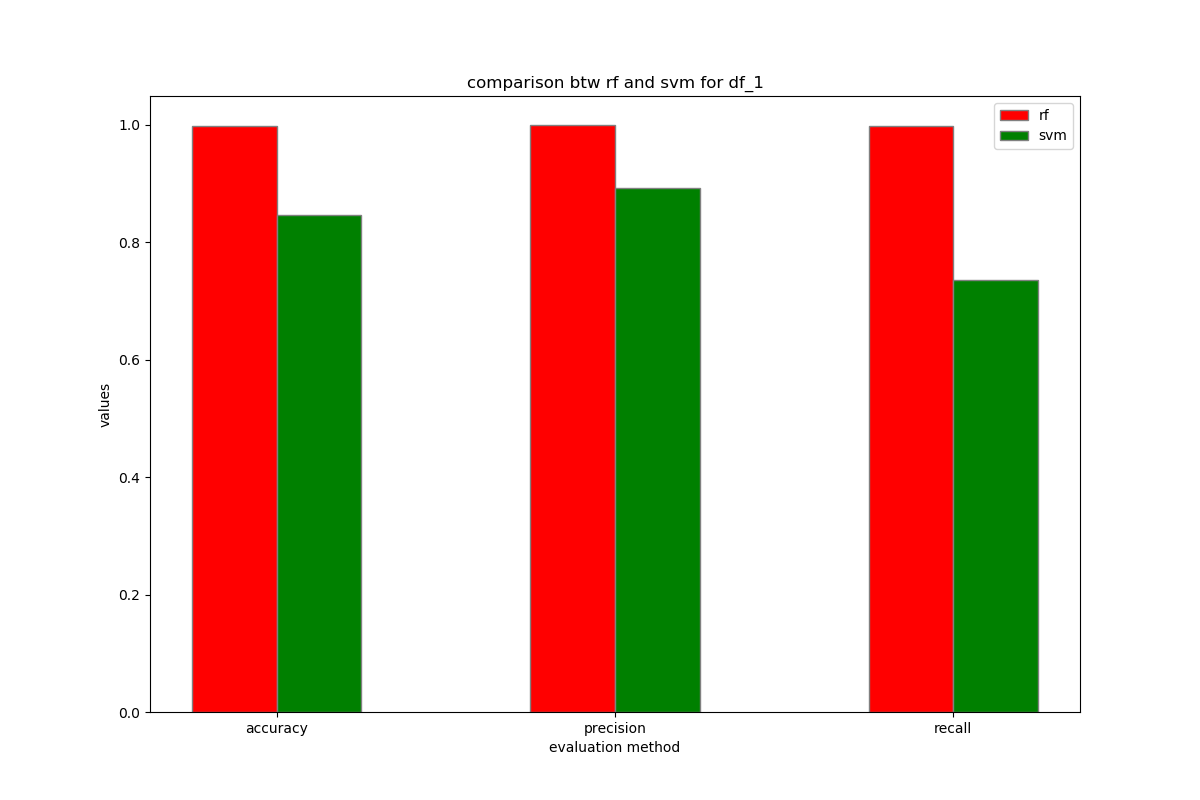 comparison btw rf and svm for df_1
rf
svm
1.0
0.8
0.6
0.4
0.2
0.0
values
accuracy
precision
recall
evaluation method